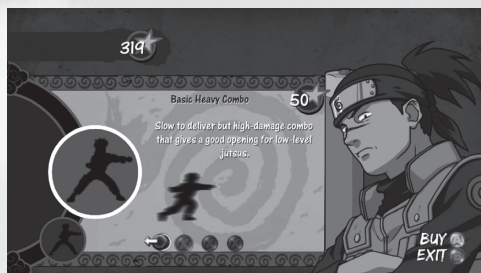 319
Basic Heavy Combo 50
Slow to deliver but high-damage combo
that gives a good opening for low-level
jutsus.
BUY A
EXIT B